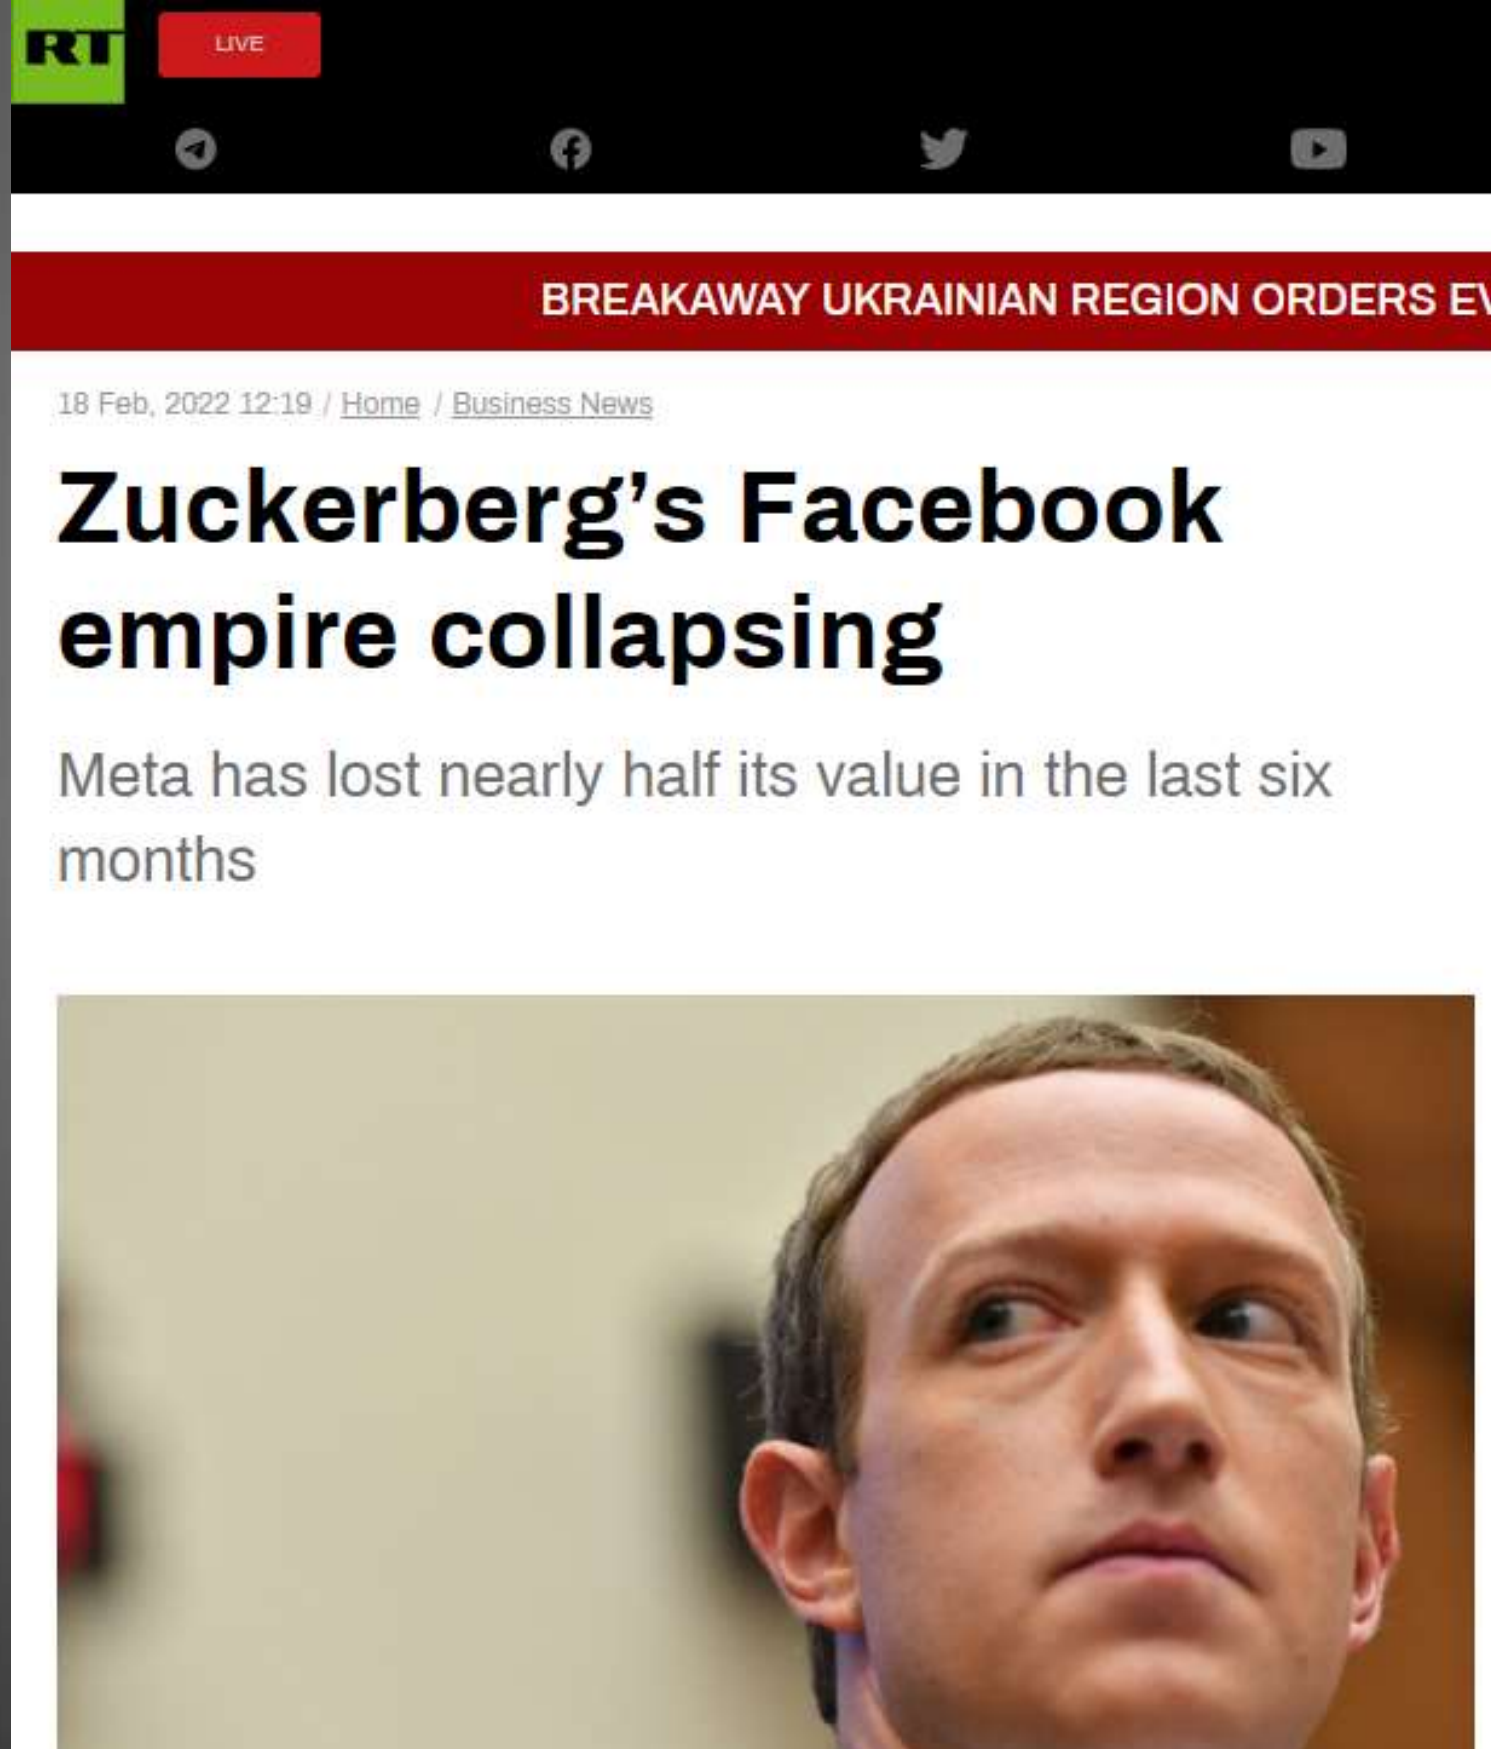 RT
LIVE
BREAKAWAY UKRAINIAN REGION ORDERS
18 Feb, 2022 12:19 / Home / Business News
Zuckerberg’s Facebook
empire collapsing
Meta has lost nearly half its value in the last six
months